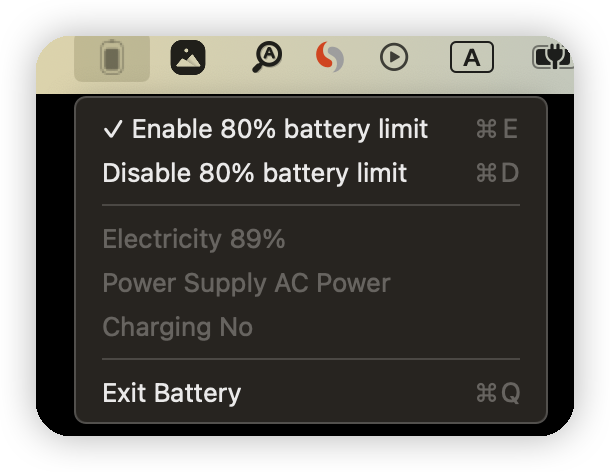 A
✓ Enable 80% battery limit ⌘ E
Disable 80% battery limit ⌘ D
Electricity 89%
Power Supply AC Power
Charging No
Exit Battery ⌘ Q